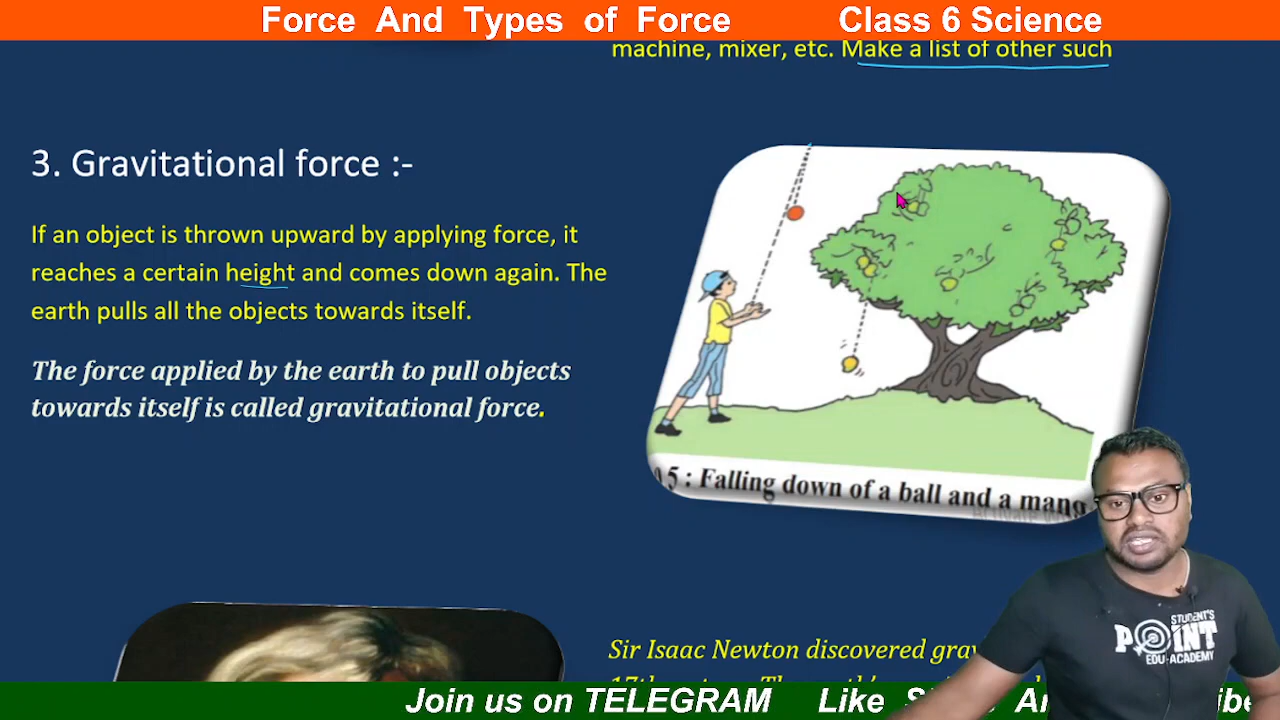 Force And Types of Force Class 6 Science
machine, mixer, etc. Make a list of other such
3. Gravitational force :-
If an object is thrown upward by applying force, it
reaches a certain height and comes down again. The
earth pulls all the objects towards itself.
The force applied by the earth to pull objects
towards itself is called gravitational force.
5 : Falling down of a ball and a mang
STUDENT'S
POINT
EDU-ACADEMY
Sir Isaac Newton discovered grav
17th
Join us on TELEGRAM Like